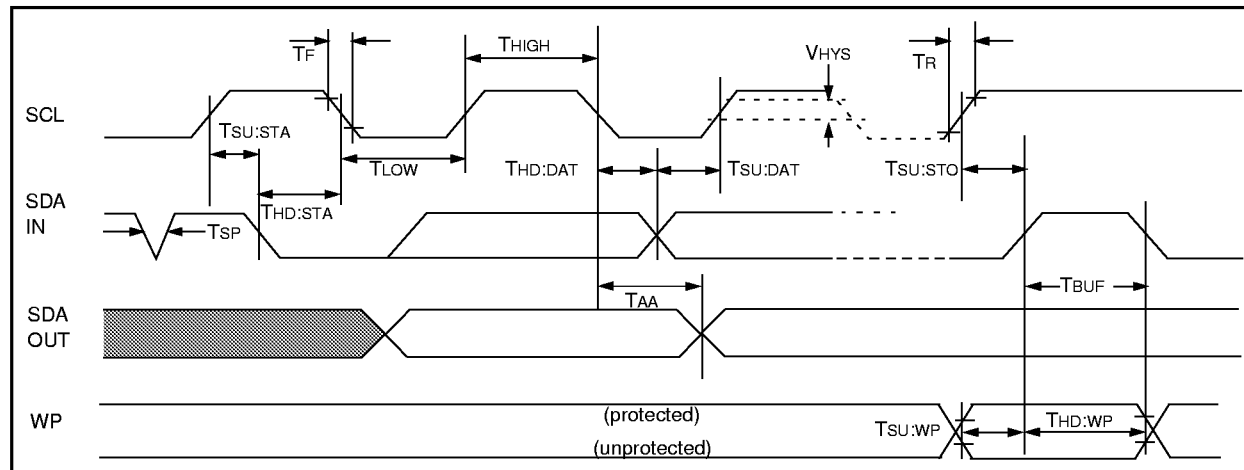 TF
THIGH
VHYS
TR
SCL
TSU:STA
TLOW
THD:DAT
TSU:DAT
TSU:STO
SDA
IN
TSP
THD:STA
TBUF
SDA
OUT
TAA
WP
(protected)
(unprotected)
TSU:WP
THD:WP